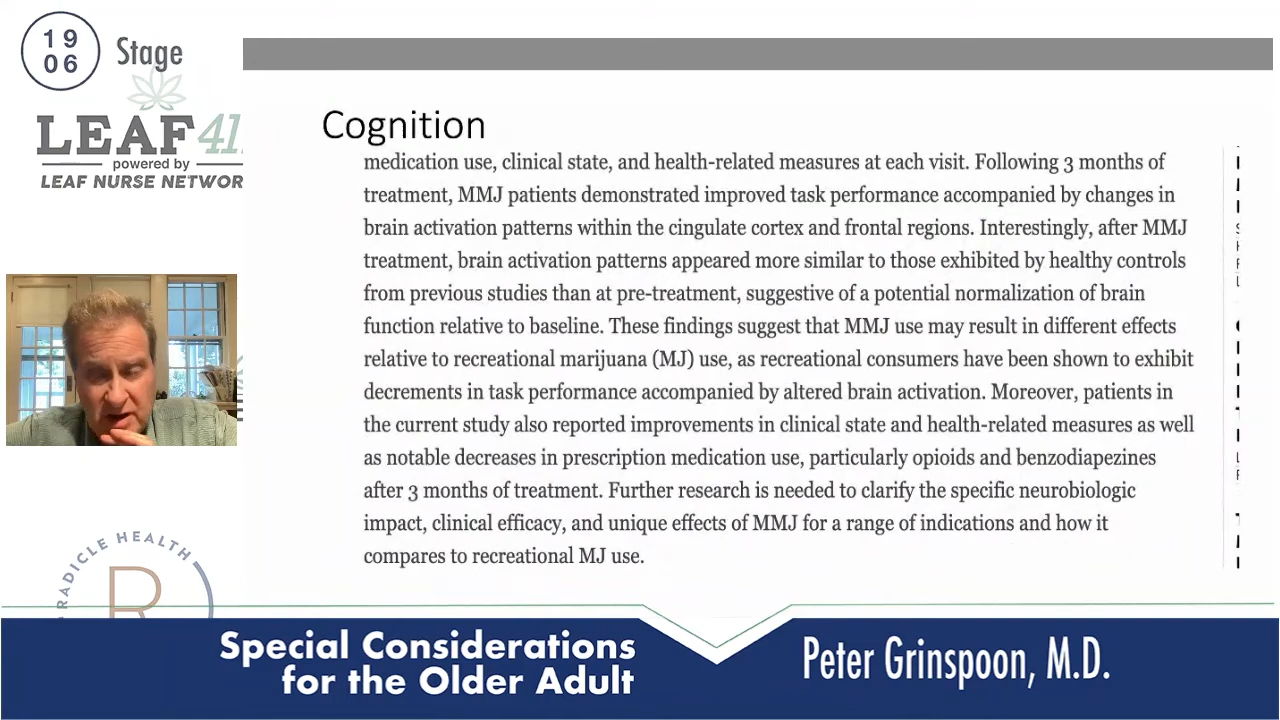 19
06
Stage
LEAF 41
powered by
LEAF NURSE NETWOR
Cognition
medication use, clinical state, and health-related measures at each visit. Following 3 months of
treatment, MMJ patients demonstrated improved task performance accompanied by changes in
brain activation patterns within the cingulate cortex and frontal regions. Interestingly, after MMJ
treatment, brain activation patterns appeared more similar to those exhibited by healthy controls
from previous studies than at pre-treatment, suggestive of a potential normalization of brain
function relative to baseline. These findings suggest that MMJ use may result in different effects
relative to recreational marijuana (MJ) use, as recreational consumers have been shown to exhibit
decrements in task performance accompanied by altered brain activation. Moreover, patients in
the current study also reported improvements in clinical state and health-related measures as well
as notable decreases in prescription medication use, particularly opioids and benzodiapezines
after 3 months of treatment. Further research is needed to clarify the specific neurobiologic
impact, clinical efficacy, and unique effects of MMJ for a range of indications and how it
compares to recreational MJ use.
RADICLE HEALTH
R
Special Considerations
for the Older Adult
Peter Grinspoon, M.D.